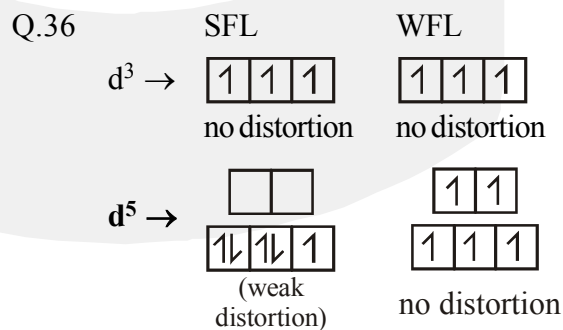 Q.36 SFL WFL
d³ → 1 1 1 1 1 1
no distortion no distortion
1 1
d⁵ → 1⇂ 1⇂ 1 1 1 1
(weak distortion) no distortion